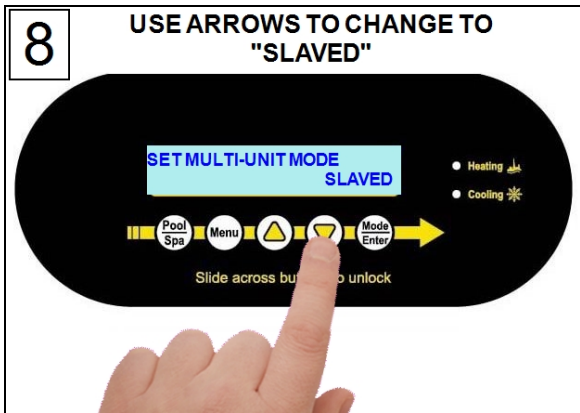 8
USE ARROWS TO CHANGE TO
"SLAVED"
SET MULTI-UNIT MODE
SLAVED
Heating
Cooling
Pool
Spa
Menu
Mode
Enter
Slide across to unlock